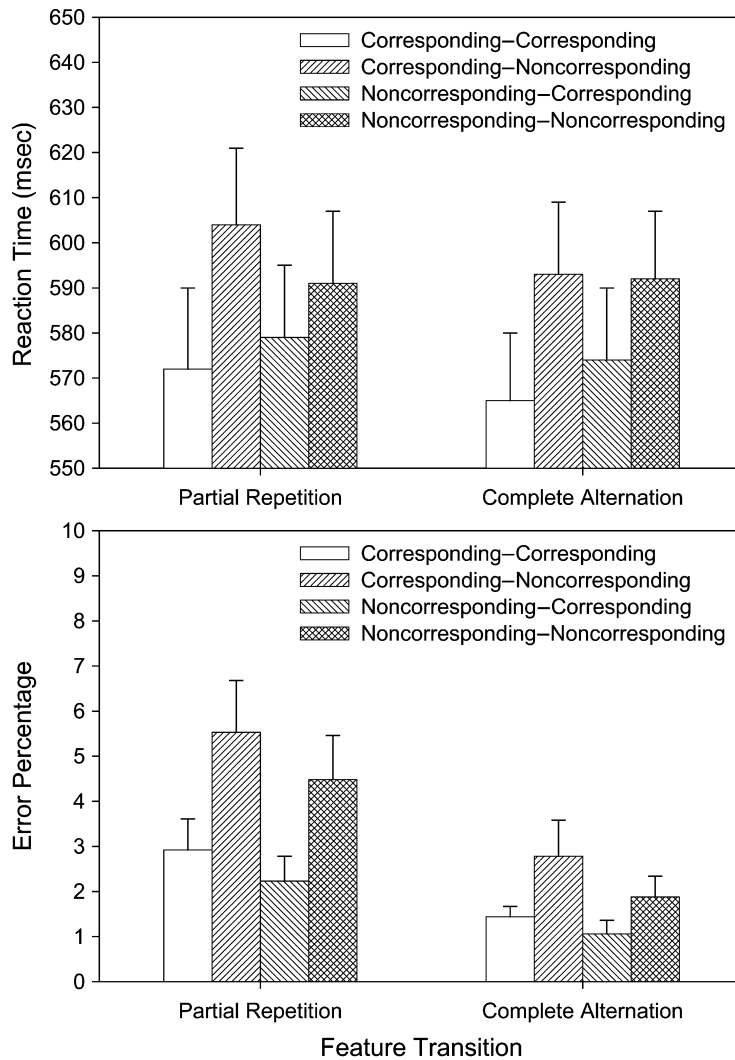 650
640
630
620
610
600
590
580
570
560
550
Reaction Time (msec)
Corresponding–Corresponding
Corresponding–Noncorresponding
Noncorresponding–Corresponding
Noncorresponding–Noncorresponding
Partial Repetition
Complete Alternation
10
9
8
7
6
5
4
3
2
1
0
Error Percentage
Corresponding–Corresponding
Corresponding–Noncorresponding
Noncorresponding–Corresponding
Noncorresponding–Noncorresponding
Partial Repetition
Complete Alternation
Feature Transition